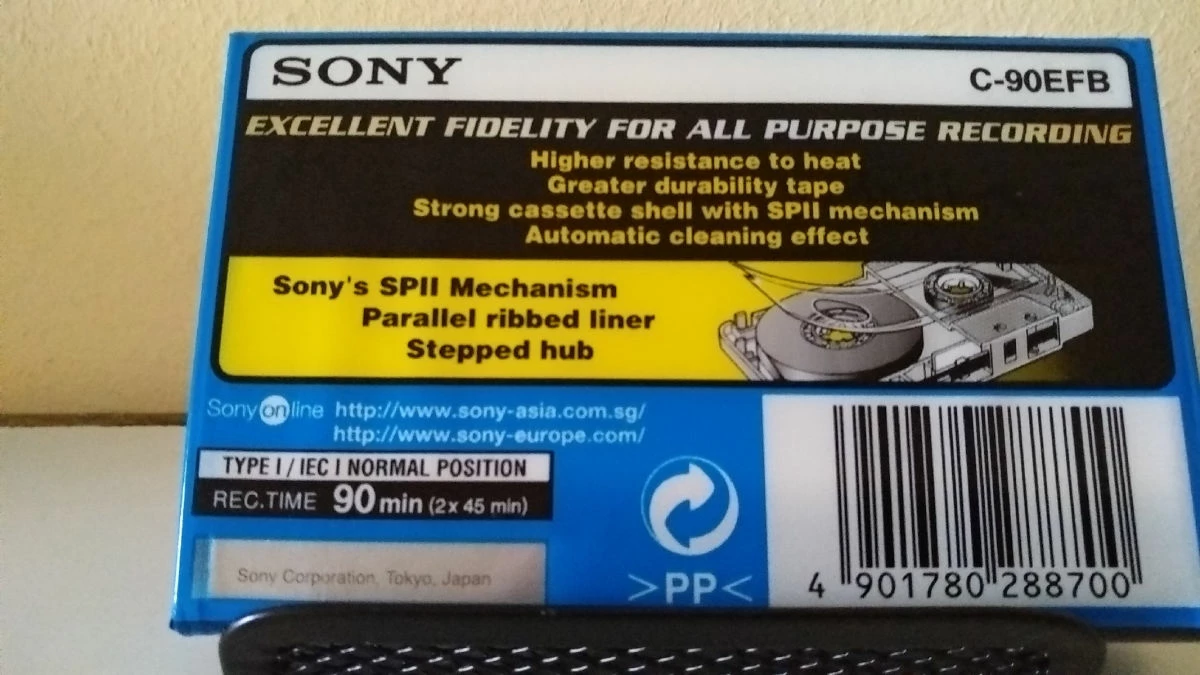 SONY
C-90EFB
EXCELLENT FIDELITY FOR ALL PURPOSE RECORDING
Higher resistance to heat
Greater durability tape
Strong cassette shell with SPII mechanism
Automatic cleaning effect
Sony's SPII Mechanism
Parallel ribbed liner
Stepped hub
Sony on line http://www.sony-asia.com.sg/
http://www.sony-europe.com/
TYPE I / IEC I NORMAL POSITION
REC.TIME 90 min (2x 45 min)
Sony Corporation, Tokyo, Japan
>PP<
4 901780 288700